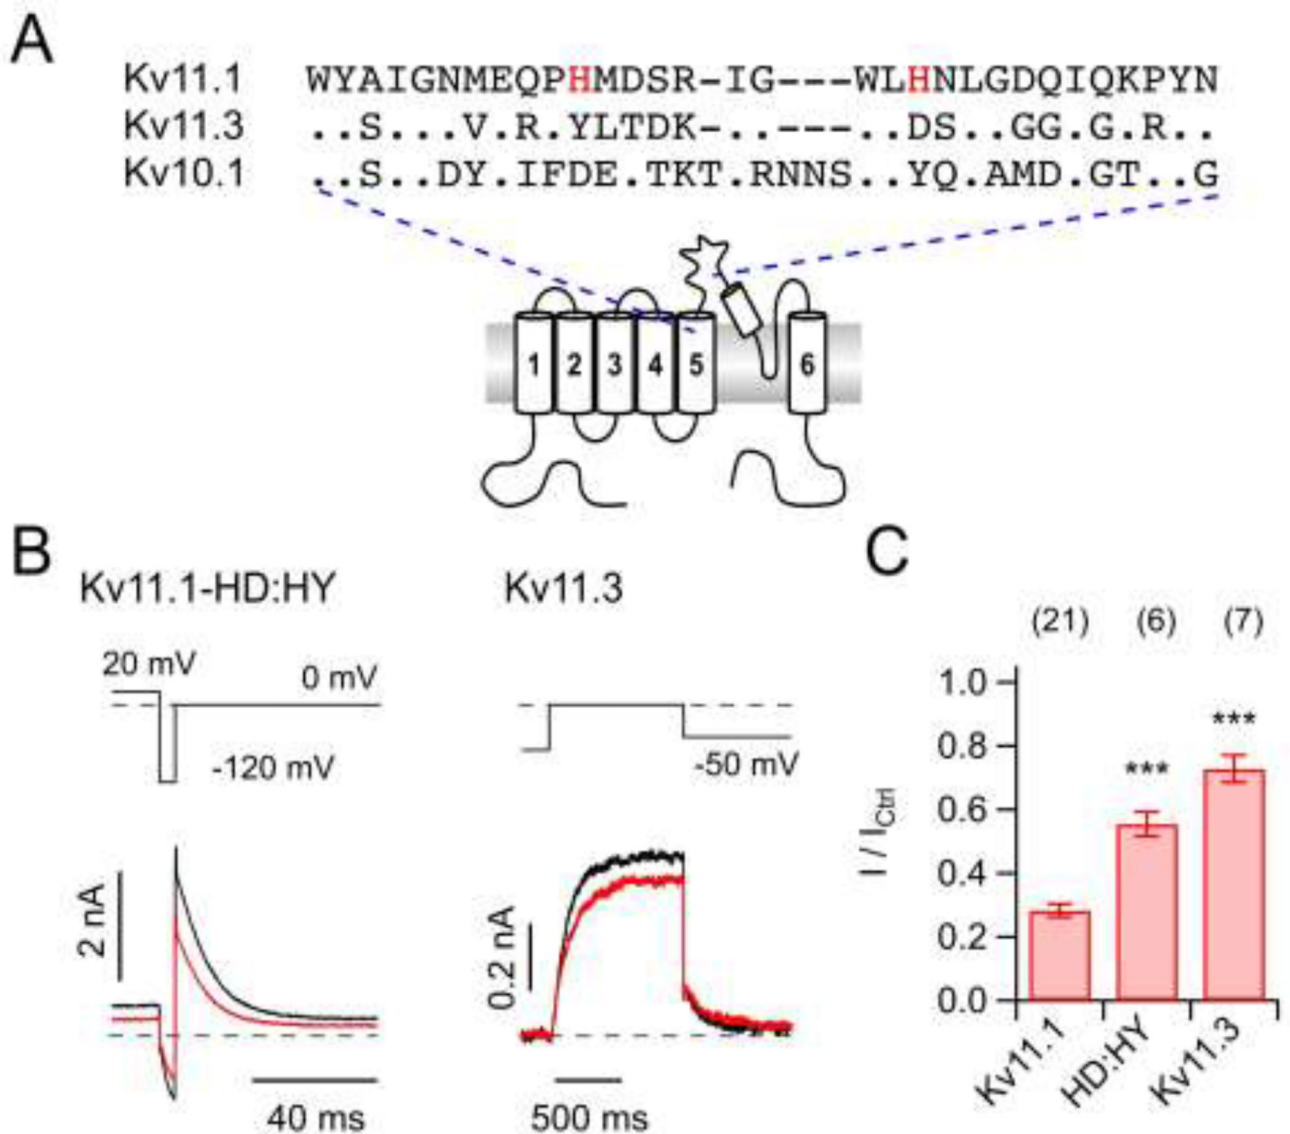 A
Kv11.1 WYAIGNMEQPHMDSR-IG---WLHNLGDQIQKPYN
Kv11.3 ..S...V.R.YLTDK-..---..DS..GG.G.R..
Kv10.1 ..S..DY.IFDE.TKT.RNNS..YQ.AMD.GT..G
1 2 3 4 5 6
B
Kv11.1-HD:HY
20 mV
0 mV
-120 mV
2 nA
40 ms
Kv11.3
-50 mV
0.2 nA
500 ms
C
(21) (6) (7)
I / ICtrl
1.0
0.8
0.6
0.4
0.2
0.0
***
***
Kv11.1
HD:HY
Kv11.3